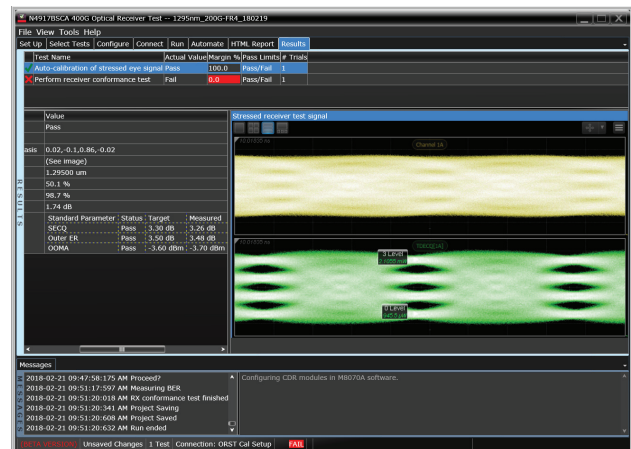 N4917BSCA 400G Optical Receiver Test -- 1295nm_200G-FR4_180219
File View Tools Help
Set Up Select Tests Configure Connect Run Automate HTML Report Results
Test Name Actual Value Margin % Pass Limits # Trials
Auto-calibration of stressed eye signal Pass 100.0 Pass/Fail 1
Perform receiver conformance test Fail 0.0 Pass/Fail 1
Value
Pass
asis 0.02,-0.1,0.86,-0.02
(See image)
1.29500 um
50.1 %
98.7 %
1.74 dB
Standard Parameter Status Target Measured
SECQ Pass 3.30 dB 3.26 dB
Outer ER Pass 3.50 dB 3.48 dB
OOMA Pass -3.60 dBm -3.70 dBm
RESULTS
Stressed receiver test signal
Channel 1A
TDECQ[1A]
3 Level
0 Level
Messages
MESSAGES
2018-02-21 09:47:58:175 AM Proceed?
2018-02-21 09:51:17:597 AM Measuring BER
2018-02-21 09:51:20:018 AM RX conformance test finished
2018-02-21 09:51:20:341 AM Project Saving
2018-02-21 09:51:20:608 AM Project Saved
2018-02-21 09:51:20:632 AM Run ended
Configuring CDR modules in M8070A software.
(BETA VERSION) Unsaved Changes 1 Test Connection: ORST Cal Setup FAIL